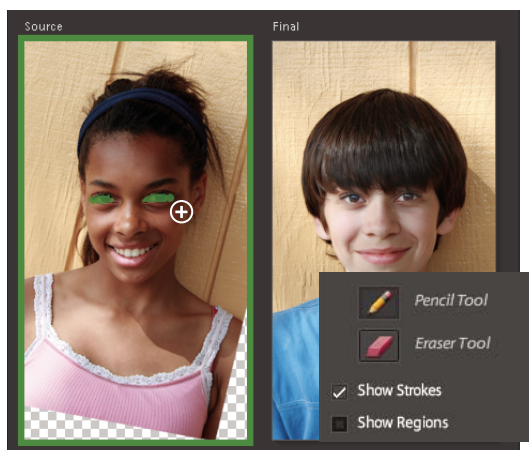 Source
Final
Pencil Tool
Eraser Tool
Show Strokes
Show Regions